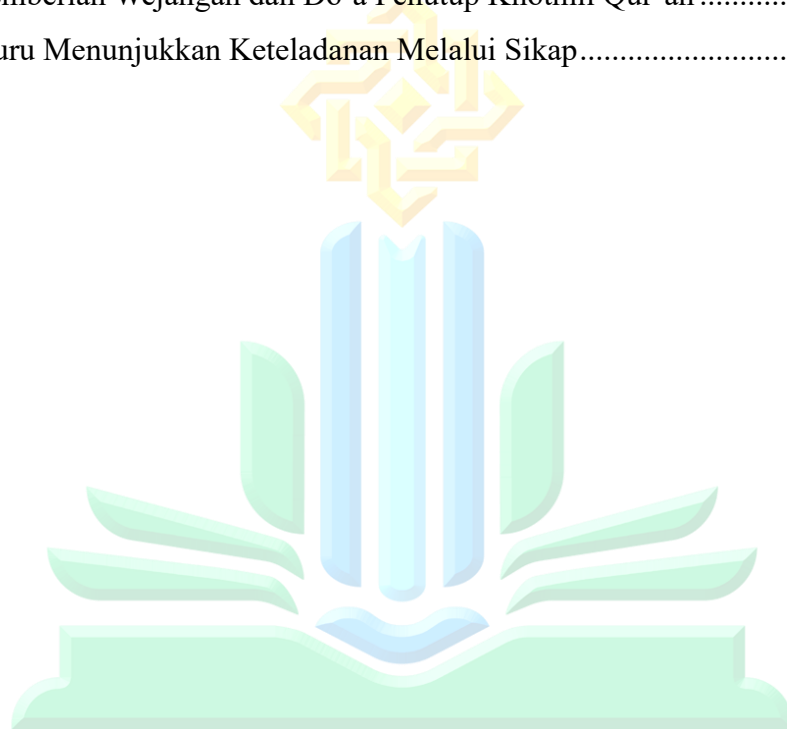 mberian Wejangan dan Do'a Penutup Khotmil Qur'an............
uru Menunjukkan Keteladanan Melalui Sikap..........................